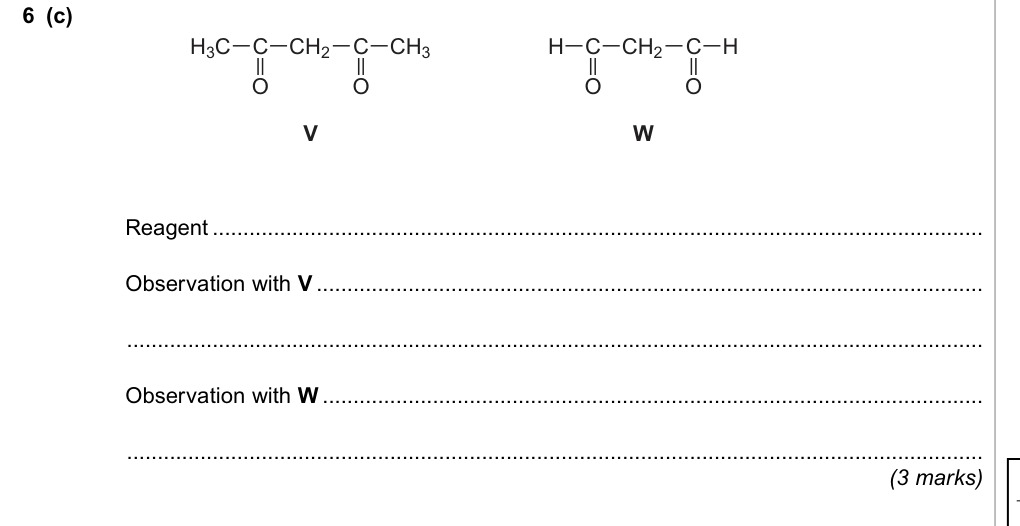 6 (c)
H₃C—C—CH₂—C—CH₃
O O
V
H—C—CH₂—C—H
O O
W
Reagent ................................................................................................................................
Observation with V ..............................................................................................................
................................................................................................................................................
Observation with W .............................................................................................................
................................................................................................................................................
(3 marks)